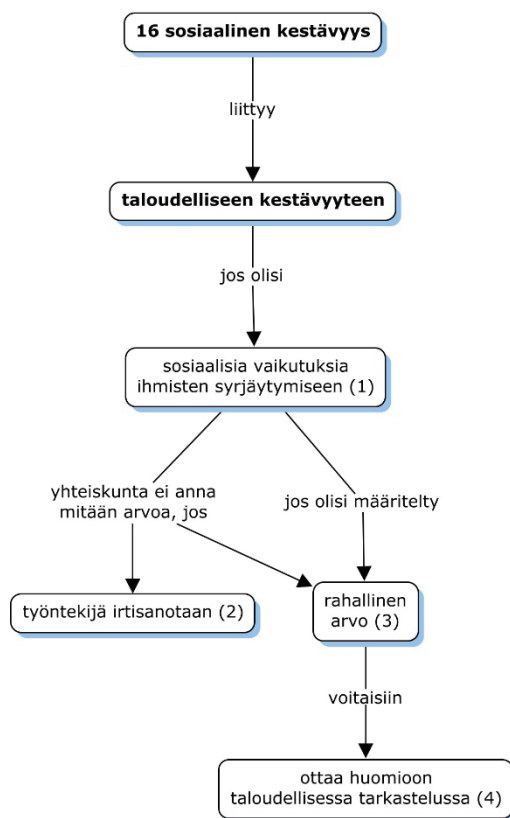 16 sosiaalinen kestävyys
liittyy
taloudelliseen kestävyyteen
jos olisi
sosiaalisia vaikutuksia
ihmisten syrjäytymiseen (1)
yhteiskunta ei anna
mitään arvoa, jos
jos olisi määritelty
työntekijä irtisanotaan (2)
rahallinen
arvo (3)
voitaisiin
ottaa huomioon
taloudellisessa tarkastelussa (4)